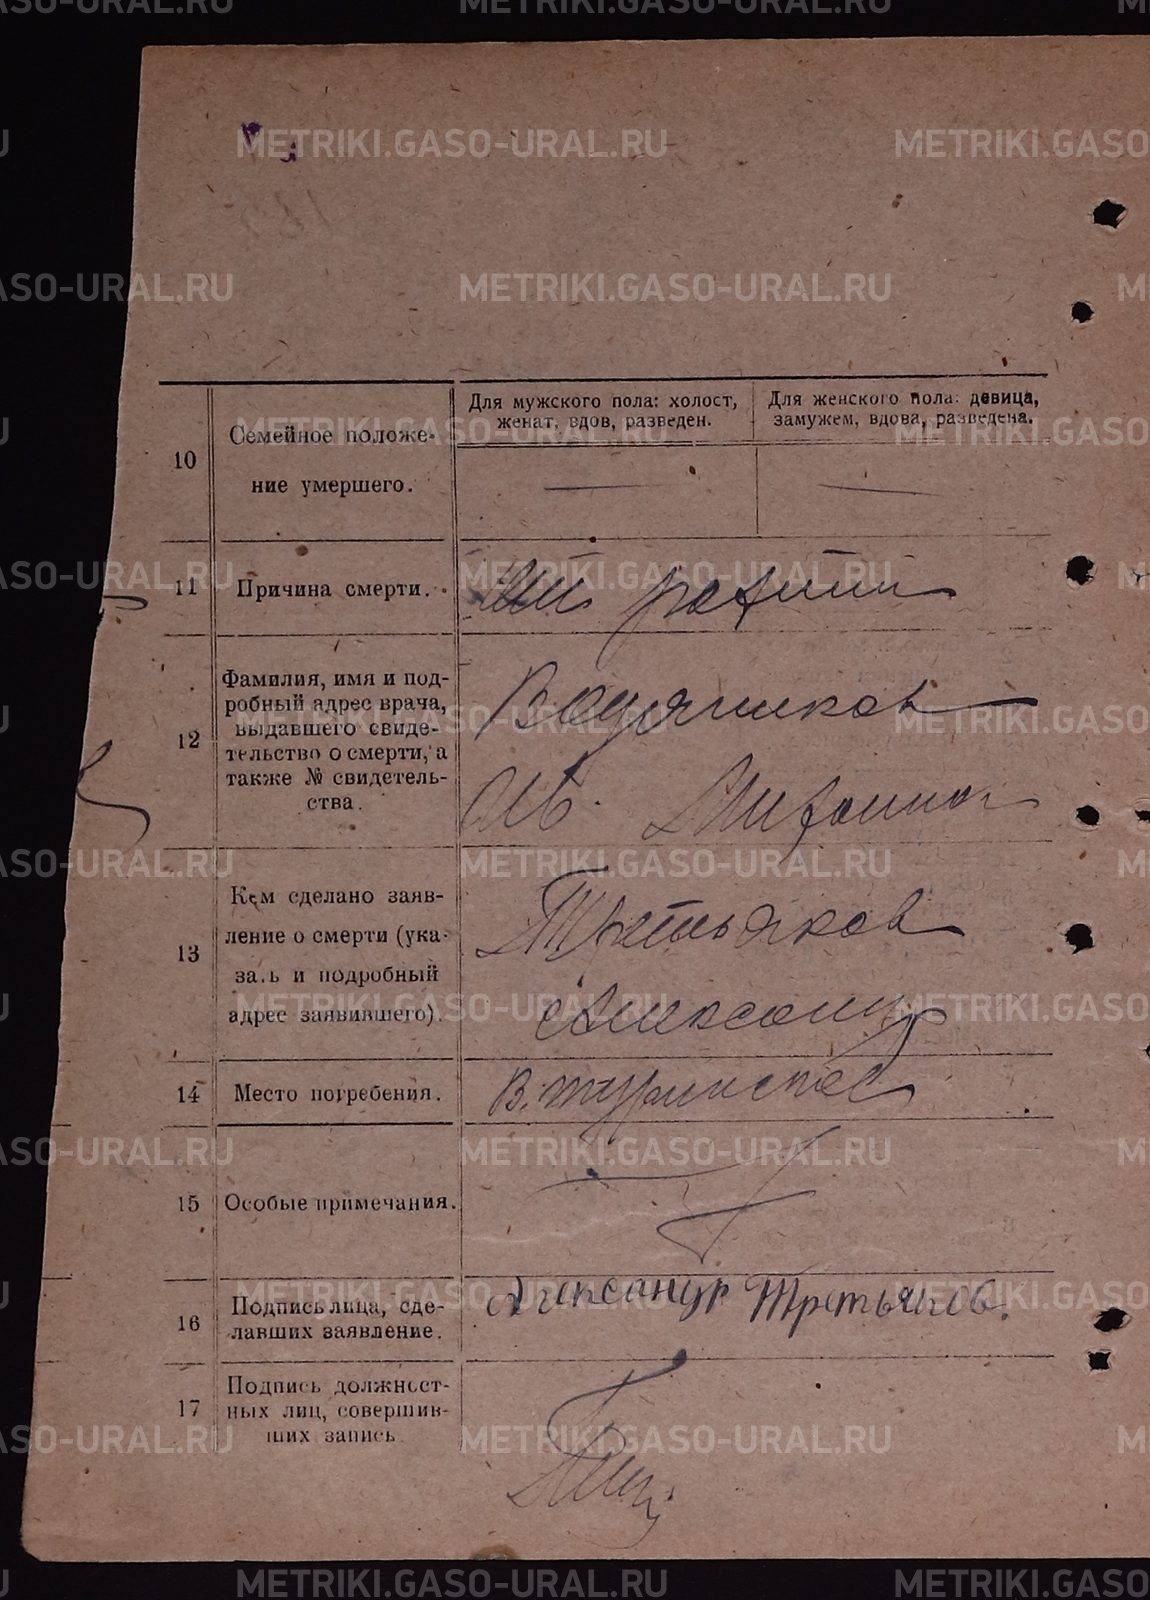 METRIKI.GASO-URAL.RU
Для мужского пола: холост, женат, вдов, разведен.
Для женского пола: девица, замужем, вдова, разведена.
10
Семейное положе-
ние умершего.
11
Причина смерти.
12
Фамилия, имя и под-
робный адрес врача,
выдавшего свиде-
тельство о смерти, а
также № свидетель-
ства.
13
Кем сделано заяв-
ление о смерти (ука-
зать и подробный
адрес заявившего).
Третьяков
Александр
14
Место погребения.
В. Туринское
15
Особые примечания.
16
Подпись лица, сде-
лавших заявление.
Александр Третьяков.
17
Подпись должност-
ных лиц, совершив-
ших запись